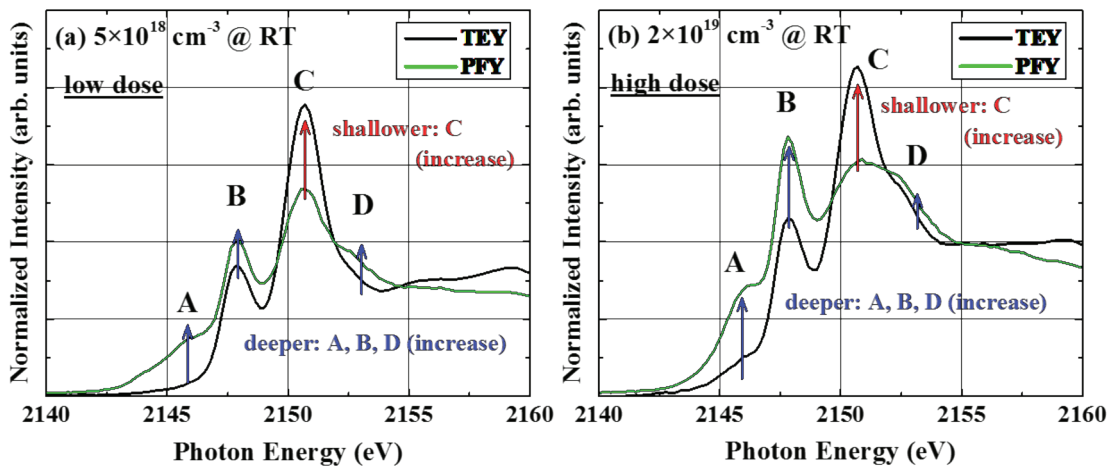 (a) 5×10¹⁸ cm⁻³ @ RT
low dose
TEY
PFY
A
B
C
D
shallower: C
(increase)
deeper: A, B, D (increase)
Normalized Intensity (arb. units)
2140
2145
2150
2155
2160
Photon Energy (eV)
(b) 2×10¹⁹ cm⁻³ @ RT
high dose
TEY
PFY
A
B
C
D
shallower: C
(increase)
deeper: A, B, D (increase)
Normalized Intensity (arb. units)
2140
2145
2150
2155
2160
Photon Energy (eV)